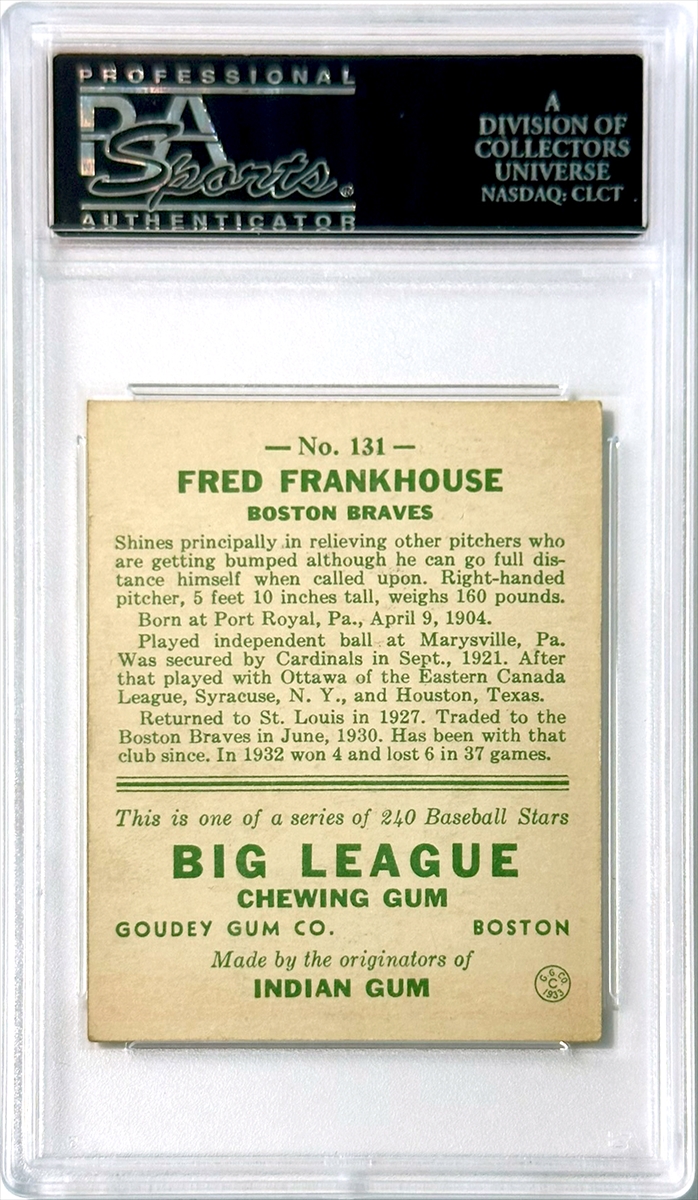 PROFESSIONAL
PSA
Sports®
AUTHENTICATOR
A
DIVISION OF
COLLECTORS
UNIVERSE
NASDAQ: CLCT
— No. 131 —
FRED FRANKHOUSE
BOSTON BRAVES
Shines principally in relieving other pitchers who
are getting bumped although he can go full dis-
tance himself when called upon. Right-handed
pitcher, 5 feet 10 inches tall, weighs 160 pounds.
Born at Port Royal, Pa., April 9, 1904.
Played independent ball at Marysville, Pa.
Was secured by Cardinals in Sept., 1921. After
that played with Ottawa of the Eastern Canada
League, Syracuse, N. Y., and Houston, Texas.
Returned to St. Louis in 1927. Traded to the
Boston Braves in June, 1930. Has been with that
club since. In 1932 won 4 and lost 6 in 37 games.
This is one of a series of 240 Baseball Stars
BIG LEAGUE
CHEWING GUM
GOUDEY GUM CO. BOSTON
Made by the originators of
INDIAN GUM
G. G. CO.
C
1933